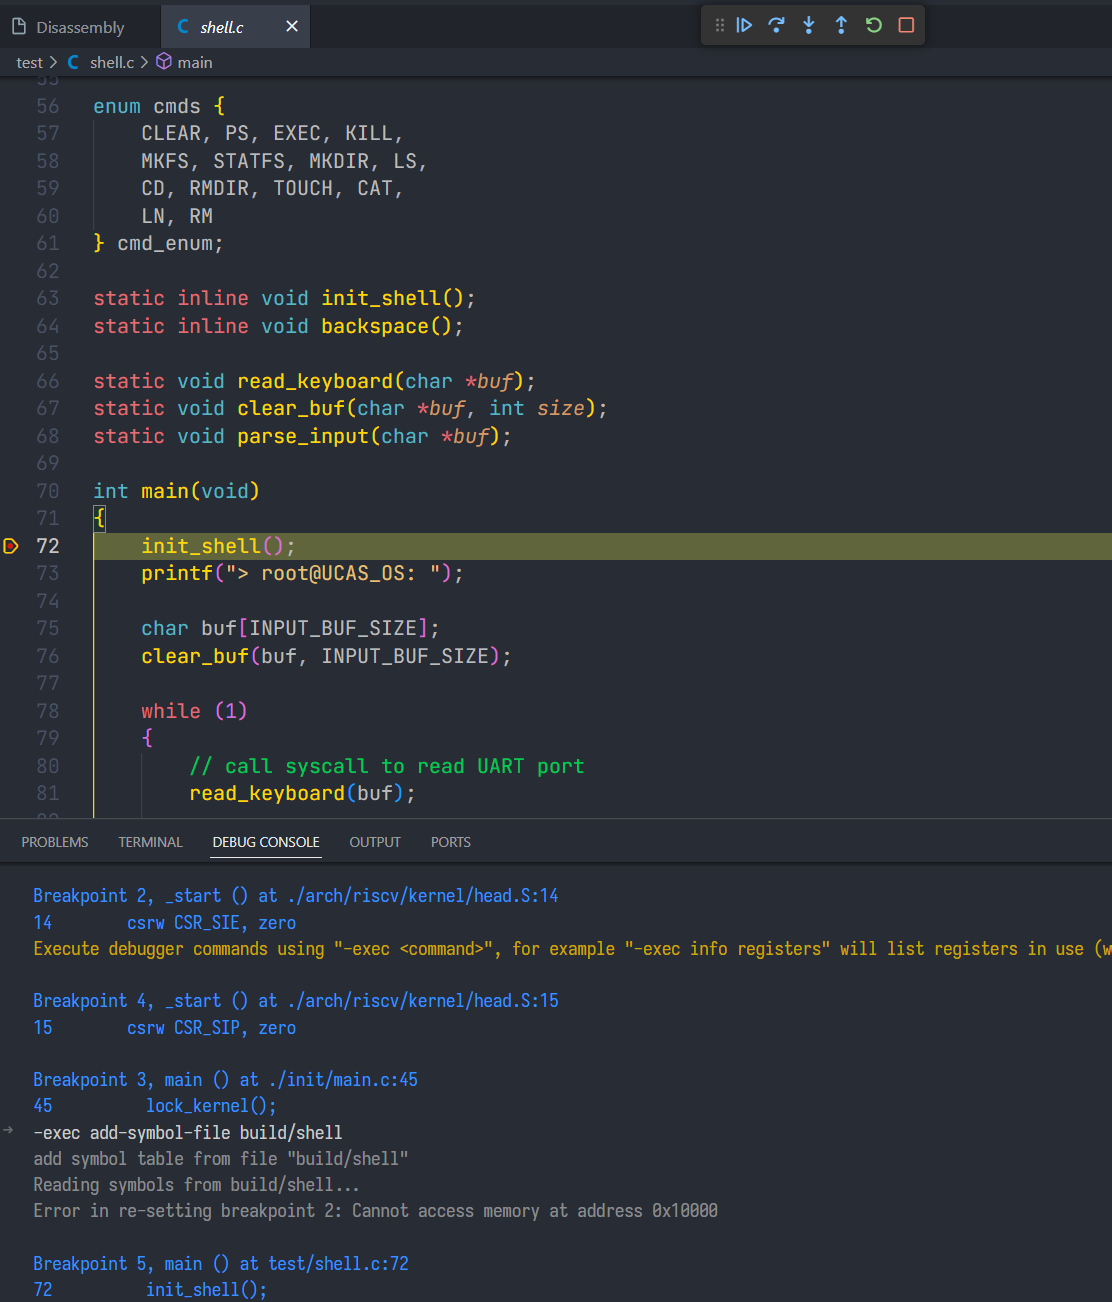 Disassembly
C shell.c ×
test > C shell.c > main
55
56 enum cmds {
57     CLEAR, PS, EXEC, KILL,
58     MKFS, STATFS, MKDIR, LS,
59     CD, RMDIR, TOUCH, CAT,
60     LN, RM
61 } cmd_enum;
62
63 static inline void init_shell();
64 static inline void backspace();
65
66 static void read_keyboard(char *buf);
67 static void clear_buf(char *buf, int size);
68 static void parse_input(char *buf);
69
70 int main(void)
71 {
72     init_shell();
73     printf("> root@UCAS_OS: ");
74
75     char buf[INPUT_BUF_SIZE];
76     clear_buf(buf, INPUT_BUF_SIZE);
77
78     while (1)
79     {
80         // call syscall to read UART port
81         read_keyboard(buf);
PROBLEMS TERMINAL DEBUG CONSOLE OUTPUT PORTS
Breakpoint 2, _start () at ./arch/riscv/kernel/head.S:14
14        csrw CSR_SIE, zero
Execute debugger commands using "-exec <command>", for example "-exec info registers" will list registers in use (w
Breakpoint 4, _start () at ./arch/riscv/kernel/head.S:15
15        csrw CSR_SIP, zero
Breakpoint 3, main () at ./init/main.c:45
45          lock_kernel();
-exec add-symbol-file build/shell
add symbol table from file "build/shell"
Reading symbols from build/shell...
Error in re-setting breakpoint 2: Cannot access memory at address 0x10000
Breakpoint 5, main () at test/shell.c:72
72          init_shell();